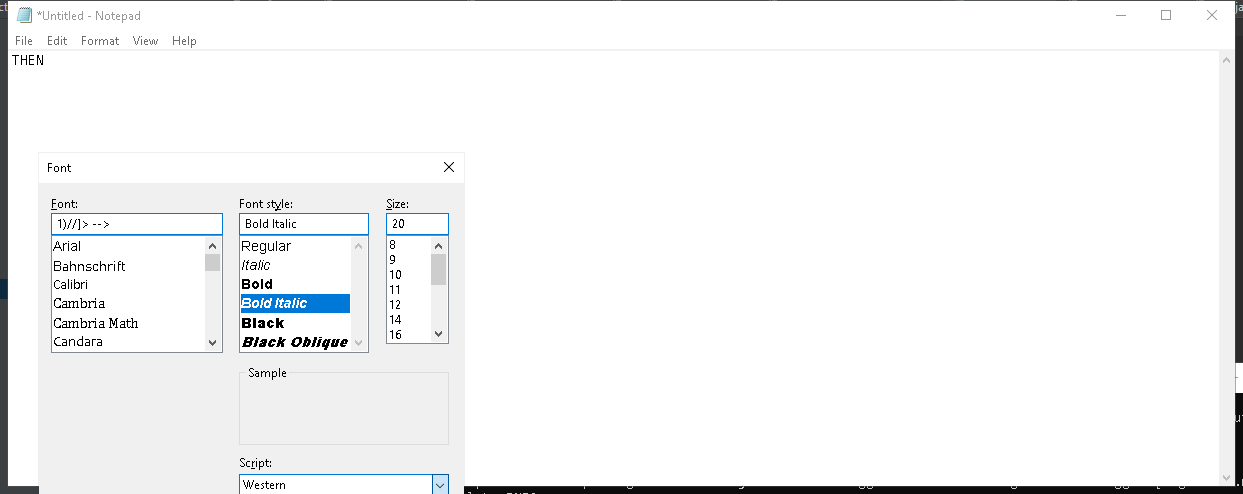 *Untitled - Notepad
File Edit Format View Help
THEN
Font
Font: Font style: Size:
1)//]> --> Bold Italic 20
Arial Regular 8
Bahnschrift Italic 9
Calibri Bold 10
Cambria Bold Italic 11
Cambria Math Black 12
Candara Black Oblique 14
16
Sample
Script:
Western